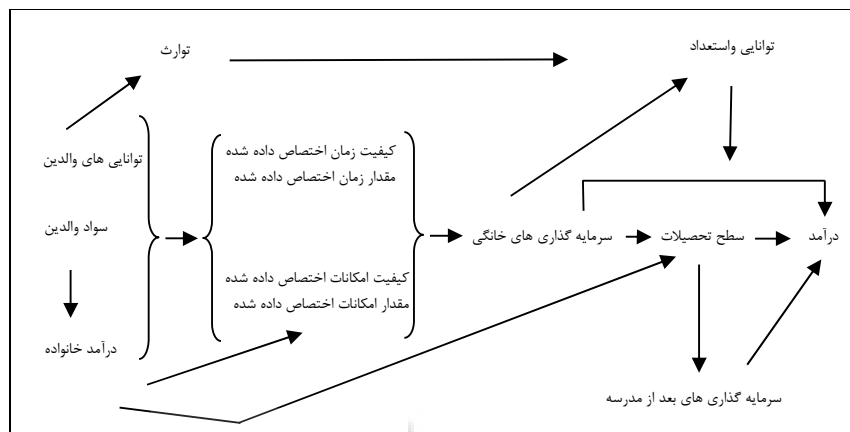 توارث
توانایی واستعداد
توانایی های والدین
کیفیت زمان اختصاص داده شده
مقدار زمان اختصاص داده شده
سواد والدین
سرمایه گذاری های خانگی
سطح تحصیلات
درآمد
کیفیت امکانات اختصاص داده شده
مقدار امکانات اختصاص داده شده
درآمد خانواده
سرمایه گذاری های بعد از مدرسه